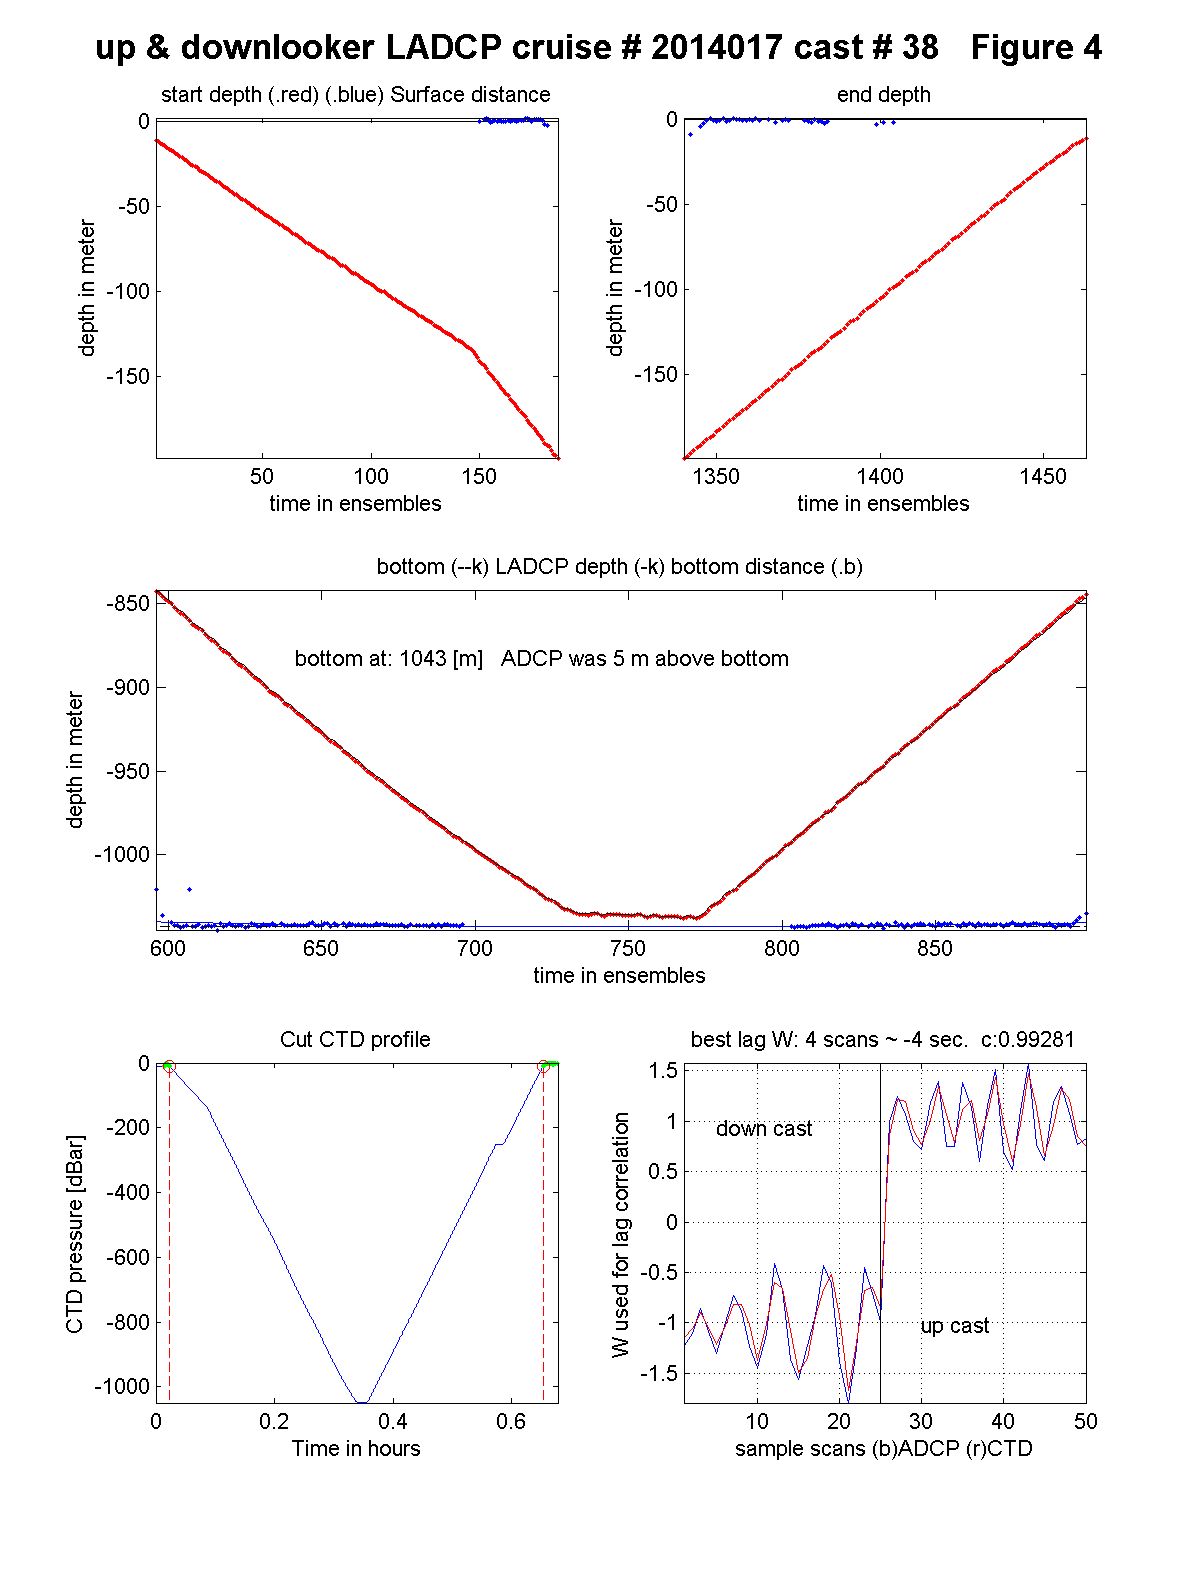 up & downlooker LADCP cruise # 2014017 cast # 38   Figure 4
start depth (.red) (.blue) Surface distance
0
-50
-100
-150
depth in meter
50 100 150
time in ensembles
end depth
0
-50
-100
-150
depth in meter
1350 1400 1450
time in ensembles
bottom (--k) LADCP depth (-k) bottom distance (.b)
-850
-900
-950
-1000
depth in meter
bottom at: 1043 [m]   ADCP was 5 m above bottom
600 650 700 750 800 850
time in ensembles
Cut CTD profile
0
-200
-400
-600
-800
-1000
CTD pressure [dBar]
0 0.2 0.4 0.6
Time in hours
best lag W: 4 scans ~ -4 sec.  c:0.99281
1.5
1
0.5
0
-0.5
-1
-1.5
W used for lag correlation
down cast
up cast
10 20 30 40 50
sample scans (b)ADCP (r)CTD